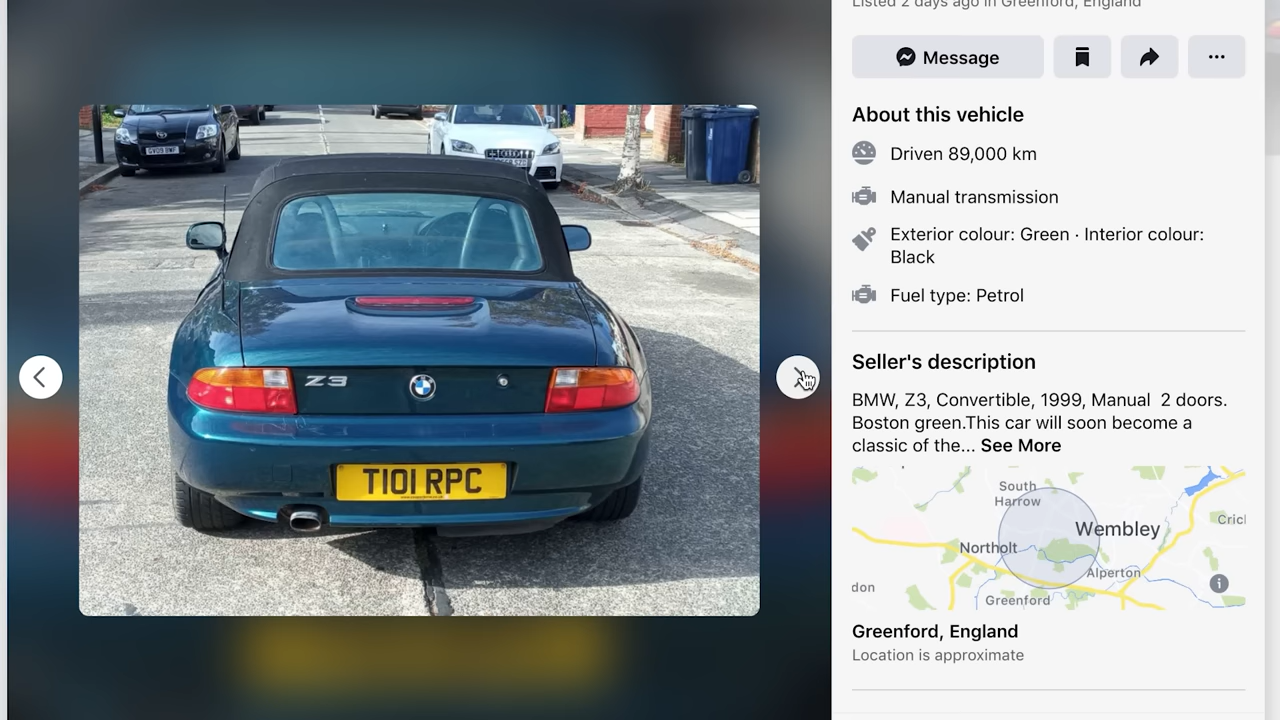 Listed 2 days ago in Greenford, England
Message
About this vehicle
Driven 89,000 km
Manual transmission
Exterior colour: Green · Interior colour:
Black
Fuel type: Petrol
Seller's description
BMW, Z3, Convertible, 1999, Manual 2 doors.
Boston green.This car will soon become a
classic of the... See More
South
Harrow
Wembley
Cricl
Northolt
don
Alperton
Greenford
Greenford, England
Location is approximate
GV09
Z3
T101 RPC